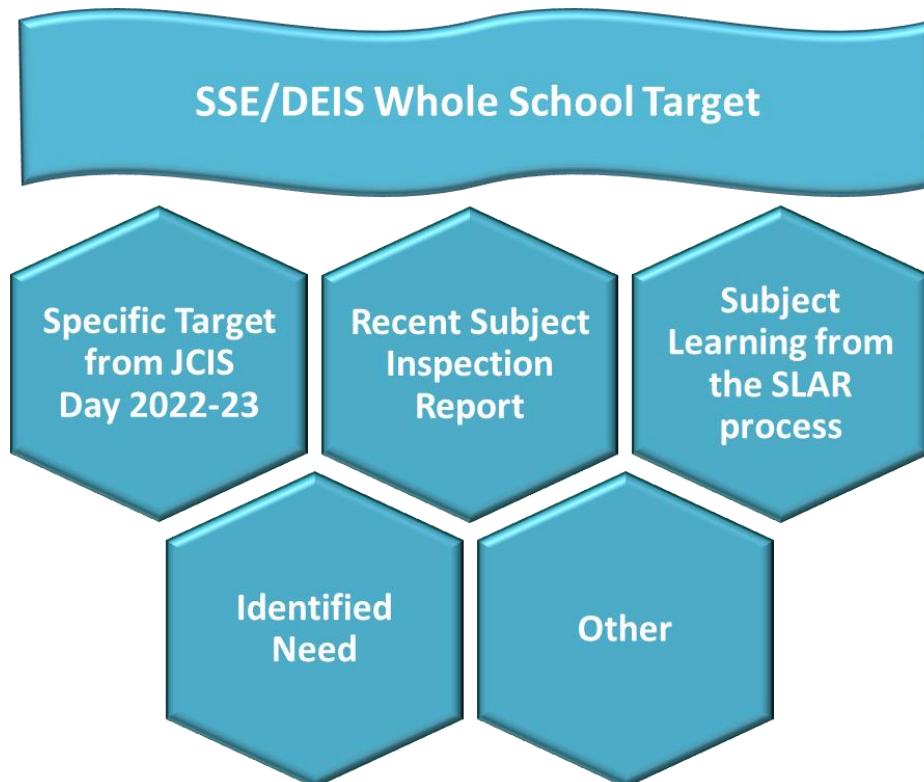 SSE/DEIS Whole School Target
Specific Target
from JCIS
Day 2022-23
Recent Subject
Inspection
Report
Subject
Learning from
the SLAR
process
Identified
Need
Other